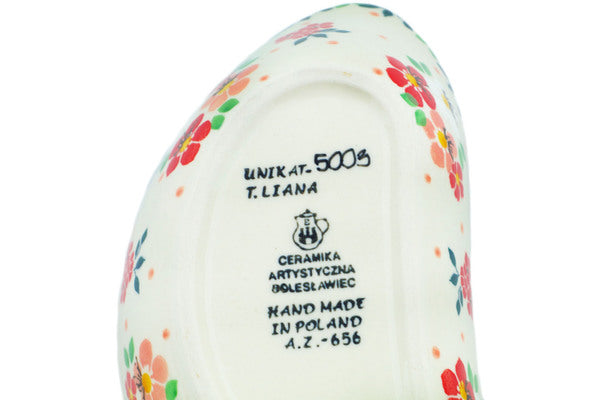 UNIKAT-5003
T.LIANA
CERAMIKA
ARTYSTYCZNA
BOLESŁAWIEC
HAND MADE
IN POLAND
A.Z.-656